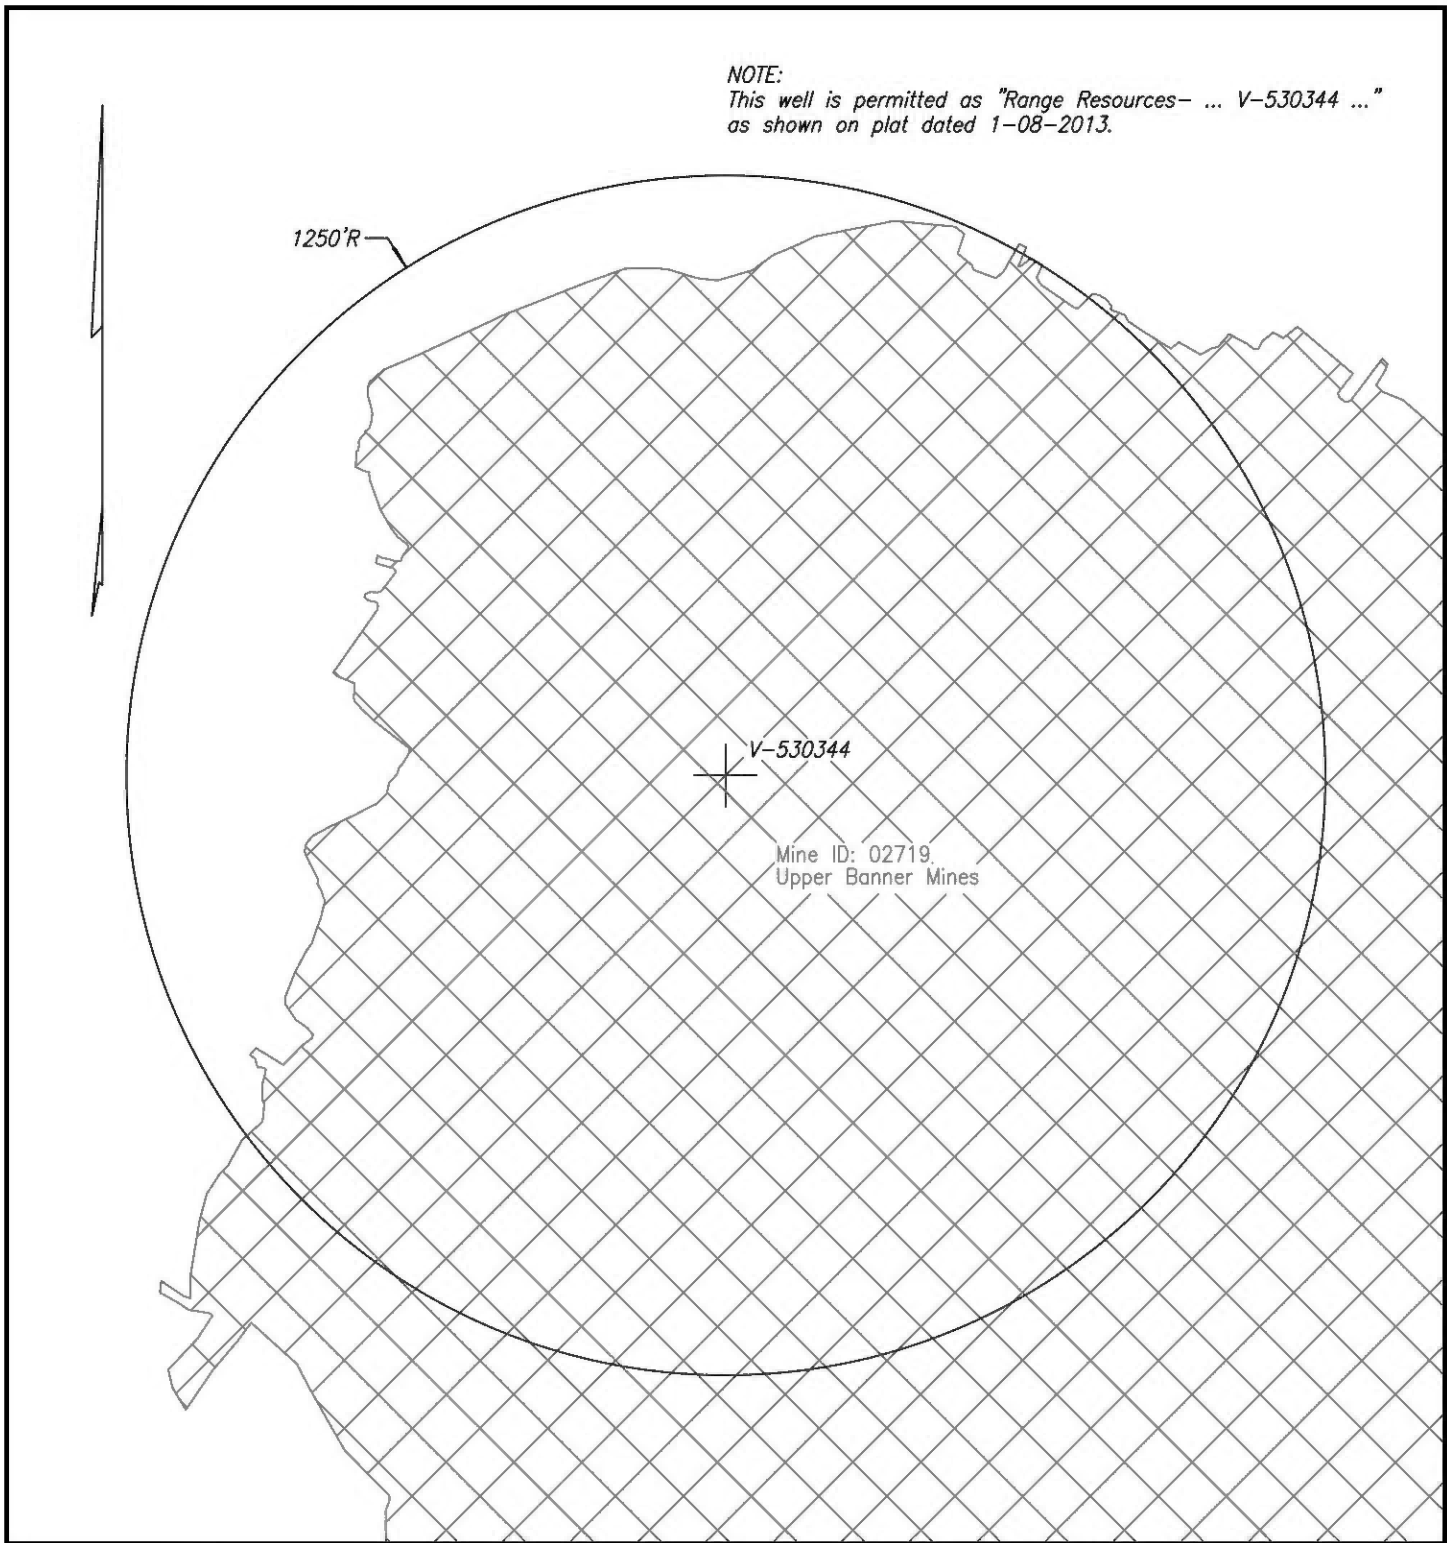 NOTE:
This well is permitted as "Range Resources- ... V-530344 ..."
as shown on plat dated 1-08-2013.
1250'R
V-530344
Mine ID: 02719
Upper Banner Mines